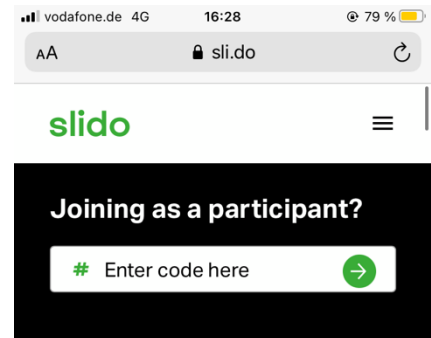 vodafone.de 4G 16:28 79 %
AA sli.do
slido
Joining as a participant?
# Enter code here